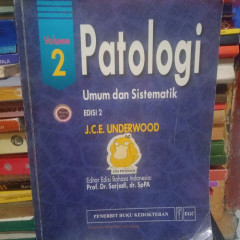 Volume
2
Patologi
Umum dan Sistematik
EDISI 2
J.C.E. UNDERWOOD
Editor Edisi Bahasa Indonesia:
Prof. Dr. Sarjadi, dr. SpPA
PENERBIT BUKU KEDOKTERAN
EGC